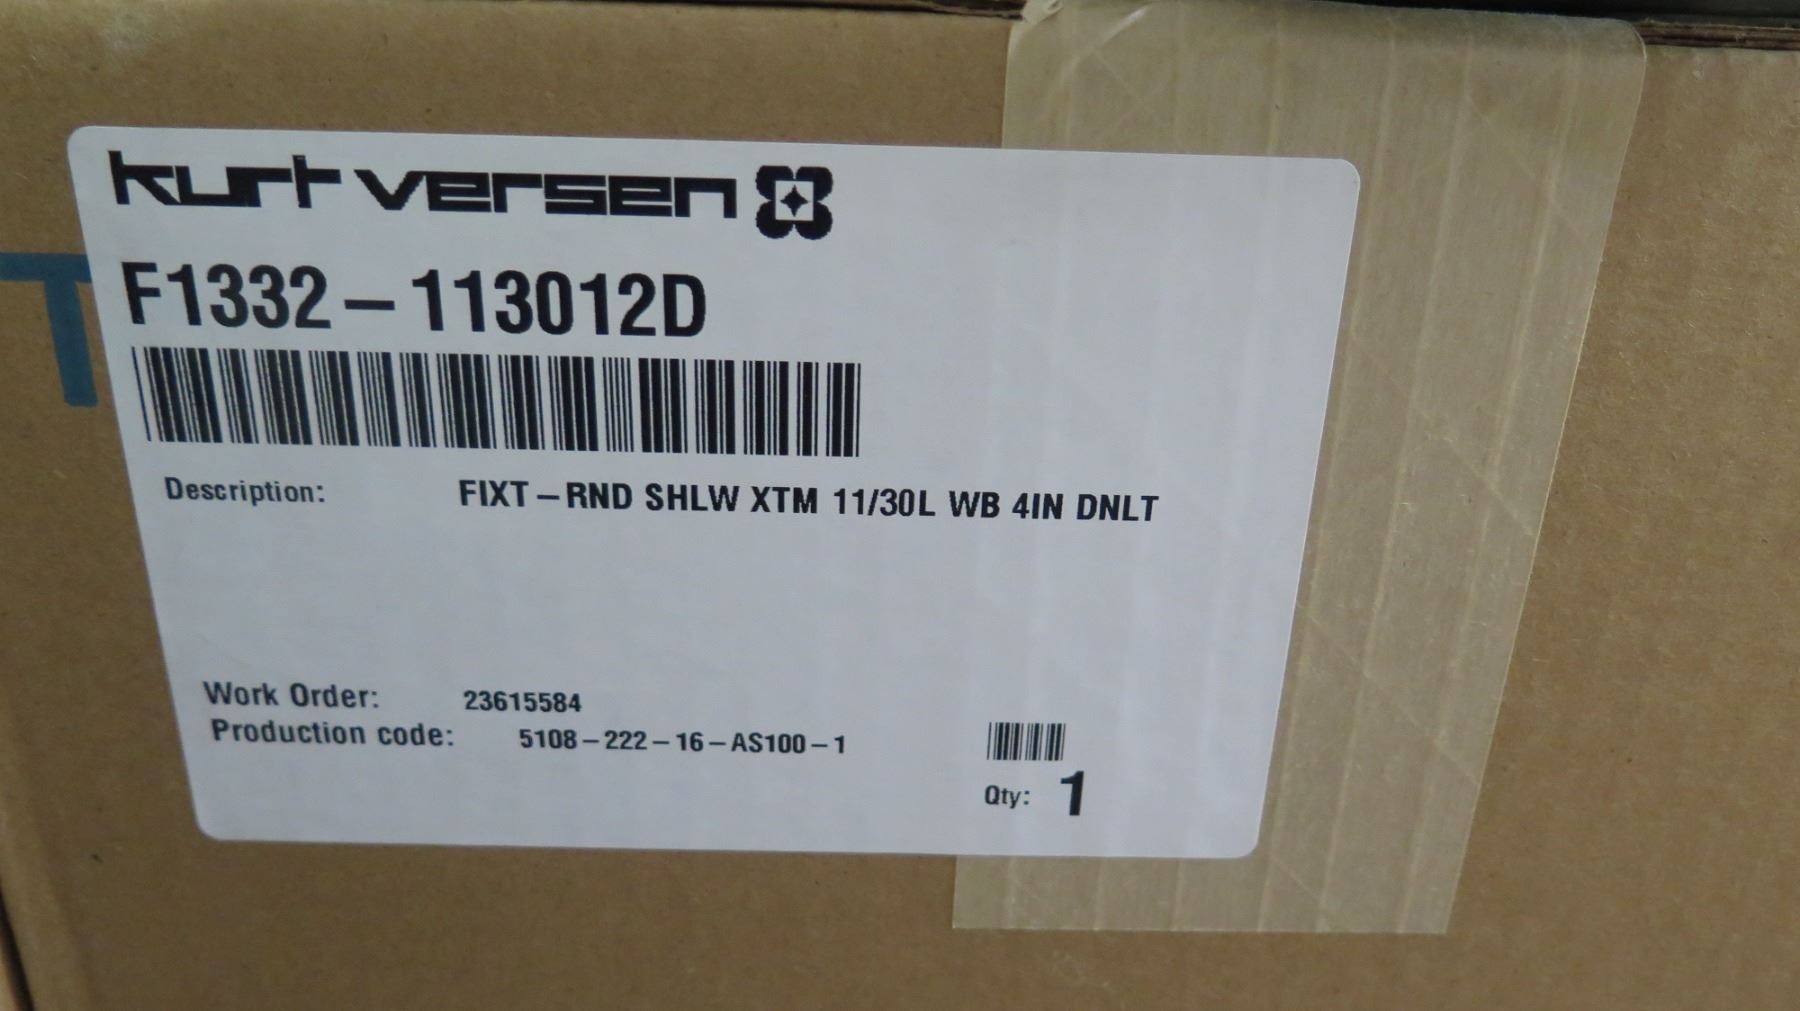 kurt versen
F1332-113012D
Description: FIXT-RND SHLW XTM 11/30L WB 4IN DNLT
Work Order: 23615584
Production code: 5108-222-16-AS100-1
Qty: 1
T